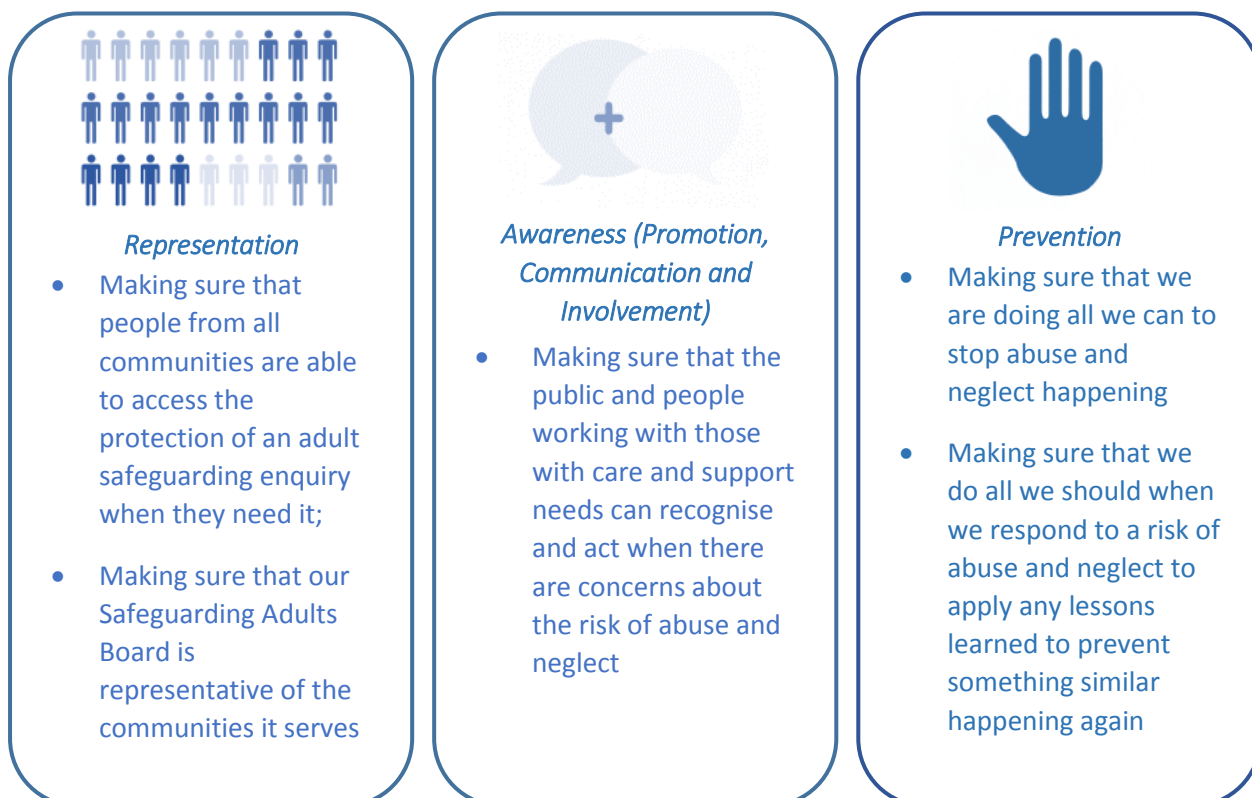 Representation
• Making sure that
people from all
communities are able
to access the
protection of an adult
safeguarding enquiry
when they need it;
• Making sure that our
Safeguarding Adults
Board is
representative of the
communities it serves
Awareness (Promotion,
Communication and
Involvement)
• Making sure that the
public and people
working with those
with care and support
needs can recognise
and act when there
are concerns about
the risk of abuse and
neglect
Prevention
• Making sure that we
are doing all we can to
stop abuse and
neglect happening
• Making sure that we
do all we should when
we respond to a risk of
abuse and neglect to
apply any lessons
learned to prevent
something similar
happening again